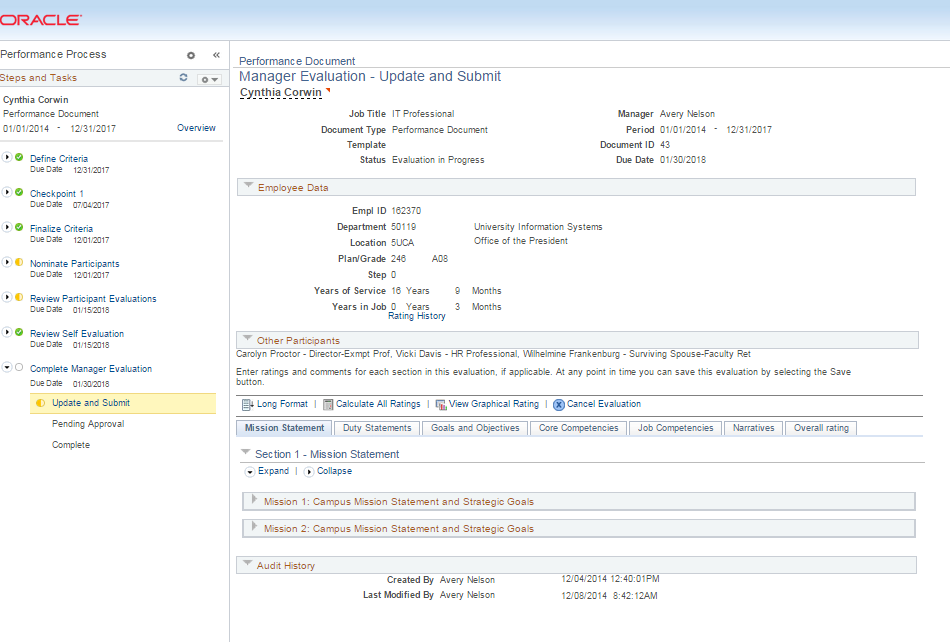 ORACLE
Performance Process «
Steps and Tasks
Cynthia Corwin
Performance Document
01/01/2014 - 12/31/2017 Overview
Define Criteria
Due Date 12/31/2017
Checkpoint 1
Due Date 07/04/2017
Finalize Criteria
Due Date 12/01/2017
Nominate Participants
Due Date 12/01/2017
Review Participant Evaluations
Due Date 01/15/2018
Review Self Evaluation
Due Date 01/15/2018
Complete Manager Evaluation
Due Date 01/30/2018
Update and Submit
Pending Approval
Complete
Performance Document
Manager Evaluation - Update and Submit
Cynthia Corwin
Job Title IT Professional Manager Avery Nelson
Document Type Performance Document Period 01/01/2014 - 12/31/2017
Template Document ID 43
Status Evaluation in Progress Due Date 01/30/2018
Employee Data
Empl ID 162370
Department 50119 University Information Systems
Location 5UCA Office of the President
Plan/Grade 246 A08
Step 0
Years of Service 16 Years 9 Months
Years in Job 0 Years 3 Months
Rating History
Other Participants
Carolyn Proctor - Director-Exmpt Prof, Vicki Davis - HR Professional, Wilhelmine Frankenburg - Surviving Spouse-Faculty Ret
Enter ratings and comments for each section in this evaluation, if applicable. At any point in time you can save this evaluation by selecting the Save
button.
Long Format | Calculate All Ratings | View Graphical Rating | Cancel Evaluation
Mission Statement Duty Statements Goals and Objectives Core Competencies Job Competencies Narratives Overall rating
Section 1 - Mission Statement
Expand | Collapse
Mission 1: Campus Mission Statement and Strategic Goals
Mission 2: Campus Mission Statement and Strategic Goals
Audit History
Created By Avery Nelson 12/04/2014 12:40:01PM
Last Modified By Avery Nelson 12/08/2014 8:42:12AM